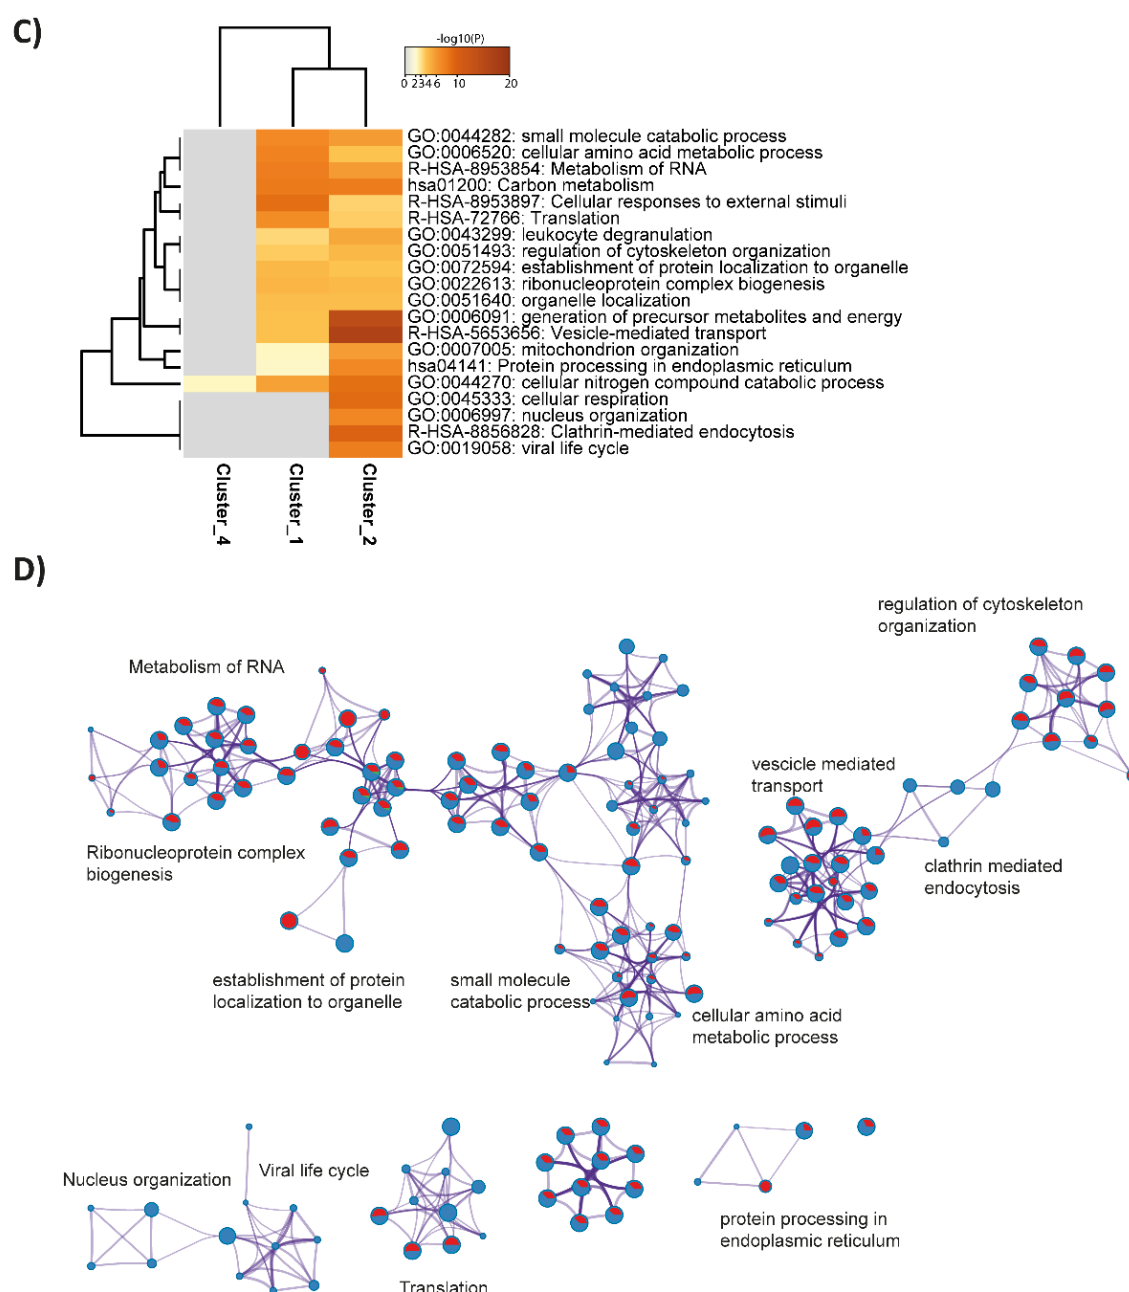 C)
-log10(P)
0 2 3 4 6 10 20
GO:0044282: small molecule catabolic process
GO:0006520: cellular amino acid metabolic process
R-HSA-8953854: Metabolism of RNA
hsa01200: Carbon metabolism
R-HSA-8953897: Cellular responses to external stimuli
R-HSA-72766: Translation
GO:0043299: leukocyte degranulation
GO:0051493: regulation of cytoskeleton organization
GO:0072594: establishment of protein localization to organelle
GO:0022613: ribonucleoprotein complex biogenesis
GO:0051640: organelle localization
GO:0006091: generation of precursor metabolites and energy
R-HSA-5653656: Vesicle-mediated transport
GO:0007005: mitochondrion organization
hsa04141: Protein processing in endoplasmic reticulum
GO:0044270: cellular nitrogen compound catabolic process
GO:0045333: cellular respiration
GO:0006997: nucleus organization
R-HSA-8856828: Clathrin-mediated endocytosis
GO:0019058: viral life cycle
Cluster_4
Cluster_1
Cluster_2
D)
regulation of cytoskeleton
organization
Metabolism of RNA
vescicle mediated
transport
Ribonucleoprotein complex
biogenesis
clathrin mediated
endocytosis
establishment of protein
localization to organelle
small molecule
catabolic process
cellular amino acid
metabolic process
Nucleus organization
Viral life cycle
protein processing in
endoplasmic reticulum
Translation